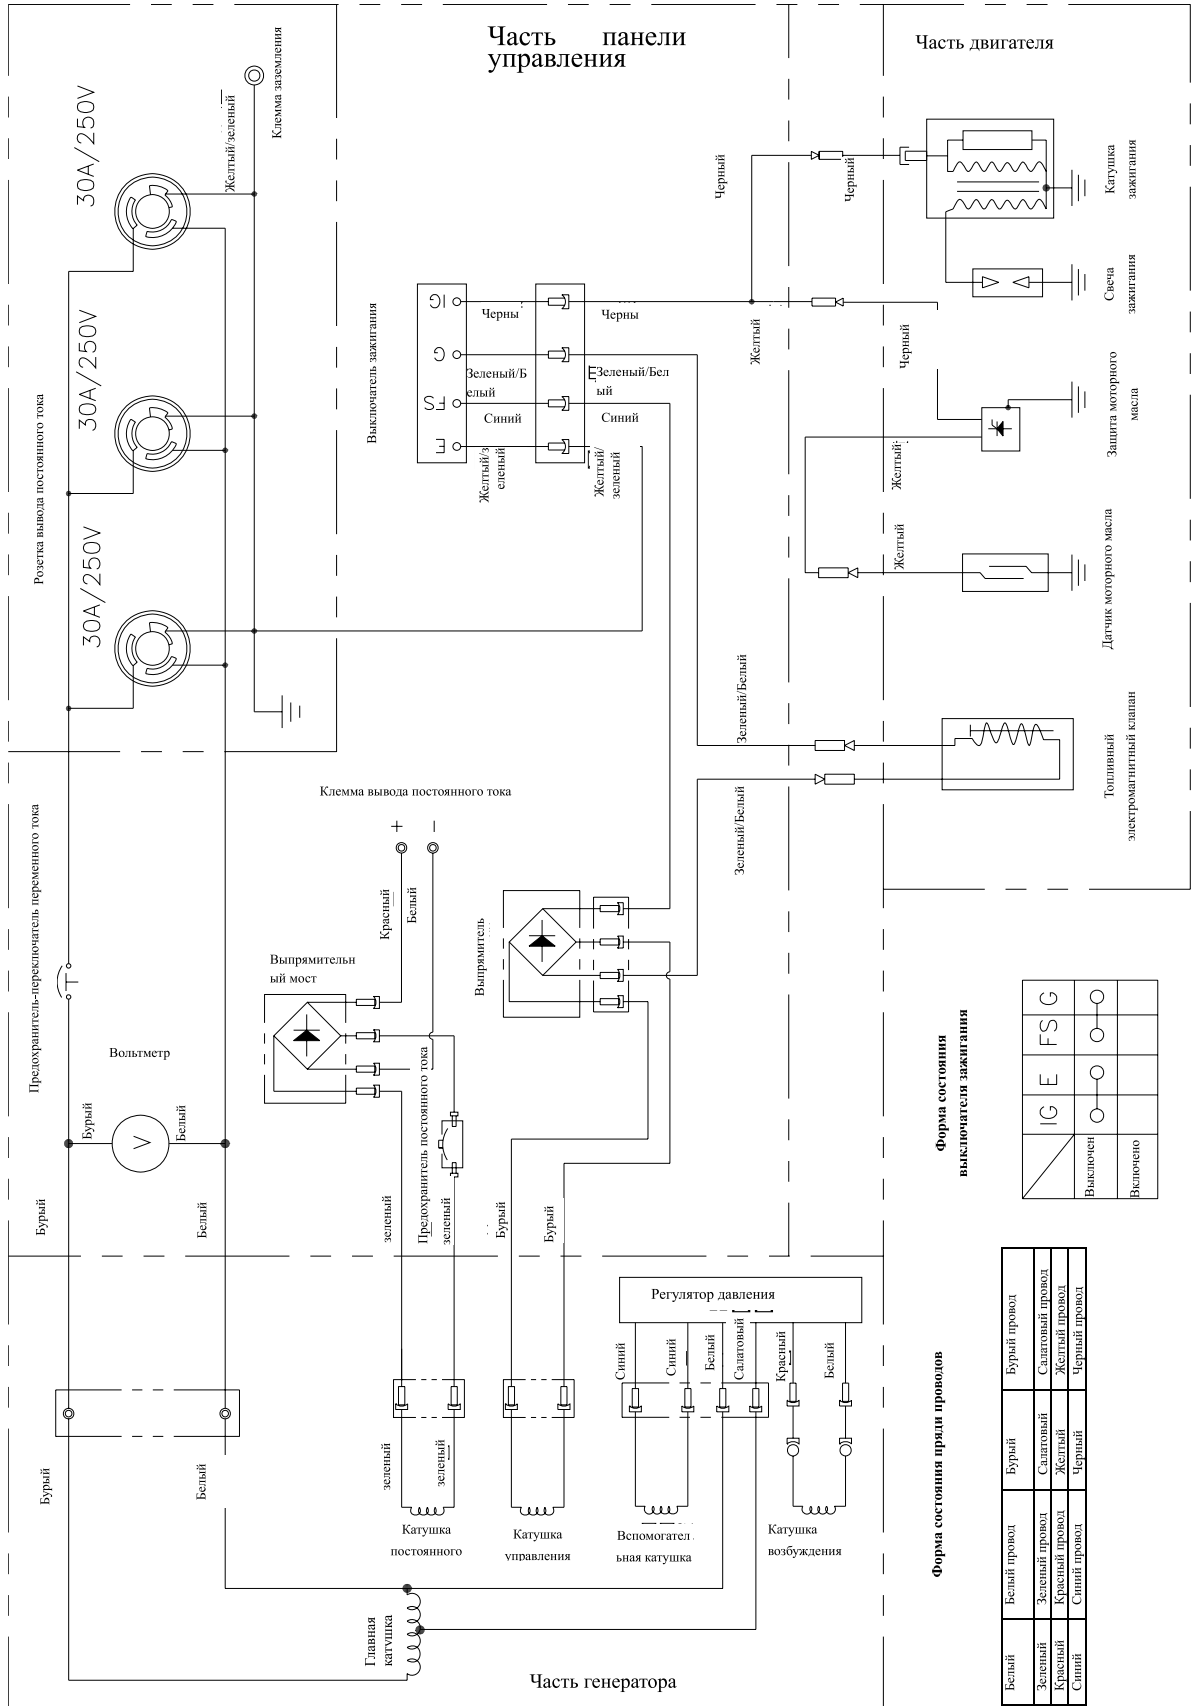 Часть панели
управления
Часть двигателя
30A/250V
30A/250V
30A/250V
Желтый/зеленый
Клемма заземления
Розетка вывода постоянного тока
Выключатель зажигания
IG
G
FS
E
Черны
Черны
Зеленый/Б
елый
Зеленый/Бел
ый
Синий
Синий
Желтый/з
еленый
Желтый/
зеленый
Черный
Черный
Желтый
Черный
Желтый
Желтый
Катушка
зажигания
Свеча
зажигания
Защита моторного
масла
Датчик моторного масла
Топливный
электромагнитный клапан
Зеленый/Белый
Зеленый/Белый
Клемма вывода постоянного тока
+
−
Красный
Белый
Предохранитель-переключатель переменного тока
Выпрямительн
ый мост
Выпрямитель
Вольтметр
V
Бурый
Белый
Бурый
Белый
Предохранитель постоянного тока
зеленый
зеленый
Бурый
Бурый
Регулятор давления
Синий
Синий
Белый
Салатовый
Красный
Белый
Бурый
Белый
зеленый
зеленый
Катушка
постоянного
Катушка
управления
Вспомогател
ьная катушка
Катушка
возбуждения
Главная
катушка
Часть генератора
Форма состояния
выключателя зажигания
IG E FS G
Выключен
Включено
Форма состояния пряди проводов
Белый Белый провод Бурый Бурый провод
Зеленый Зеленый провод Салатовый Салатовый провод
Красный Красный провод Желтый Желтый провод
Синий Синий провод Черный Черный провод